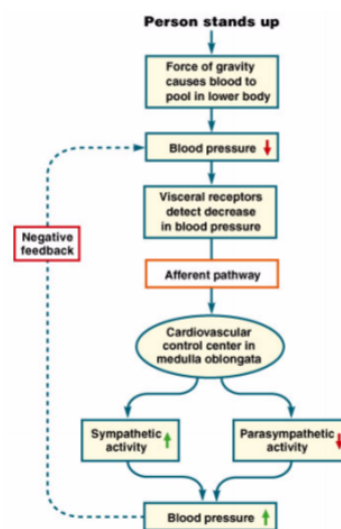 Person stands up
Force of gravity
causes blood to
pool in lower body
Blood pressure
Visceral receptors
detect decrease
in blood pressure
Negative
feedback
Afferent pathway
Cardiovascular
control center in
medulla oblongata
Sympathetic
activity
Parasympathetic
activity
Blood pressure